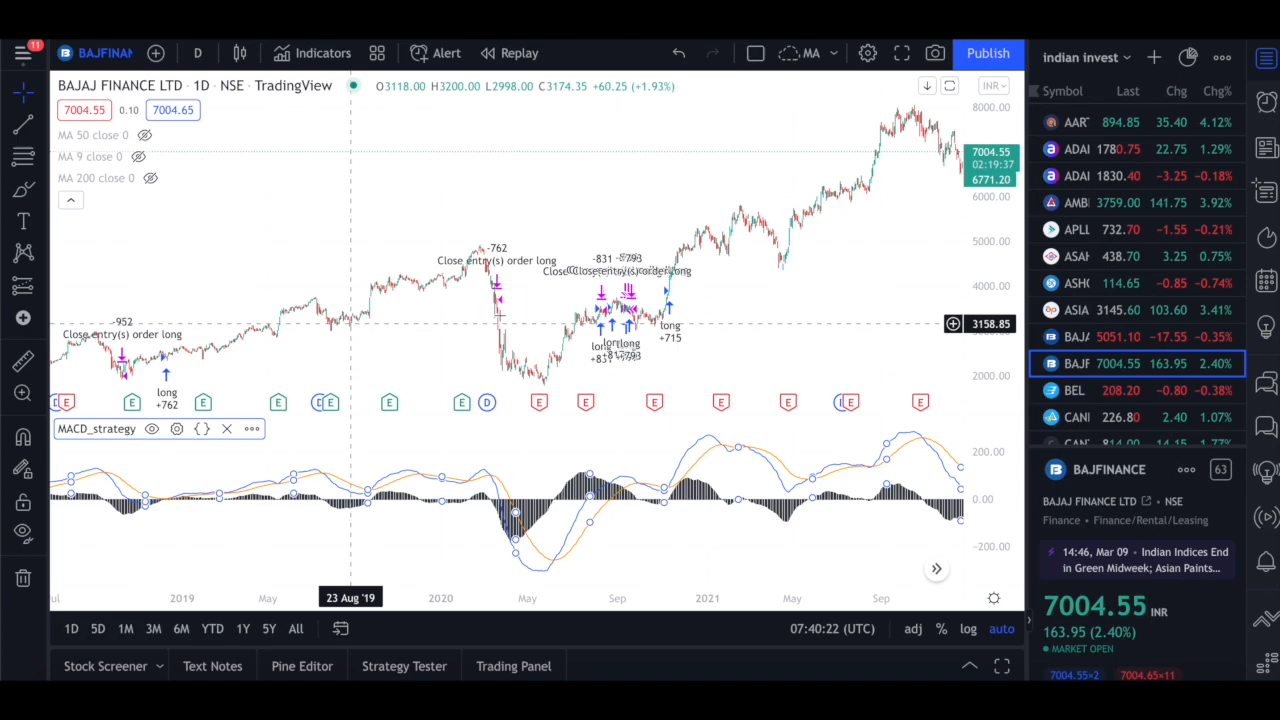 11
BAJFINAN
D
Indicators
Alert
Replay
MA
Publish
indian invest
BAJAJ FINANCE LTD · 1D · NSE · TradingView
O3118.00 H3200.00 L2998.00 C3174.35 +60.25 (+1.93%)
INR
7004.55 0.10 7004.65
MA 50 close 0
MA 9 close 0
MA 200 close 0
8000.00
7004.55
02:19:37
6771.20
6000.00
5000.00
4000.00
3158.85
2000.00
-952
Close entry(s) order long
long
+762
-762
Close entry(s) order long
-831
long
+715
E
E
E
E
D
E
E
E
D
E
E
E
E
E
E
E
MACD_strategy
200.00
0.00
−200.00
2019
May
23 Aug '19
2020
May
Sep
2021
May
Sep
1D 5D 1M 3M 6M YTD 1Y 5Y All
07:40:22 (UTC)
adj % log auto
Stock Screener
Text Notes
Pine Editor
Strategy Tester
Trading Panel
Symbol Last Chg Chg%
AAR 894.85 35.40 4.12%
ADAI 1780.75 22.75 1.29%
ADAI 1830.40 −3.25 −0.18%
AMBI 3759.00 141.75 3.92%
APLL 732.70 −1.55 −0.21%
ASAH 438.70 3.25 0.75%
ASHO 114.65 −0.85 −0.74%
ASIA 3145.60 103.60 3.41%
BAJA 5051.10 −17.55 −0.35%
BAJF 7004.55 163.95 2.40%
BEL 208.20 −0.80 −0.38%
CANI 226.80 2.40 1.07%
BAJFINANCE
63
BAJAJ FINANCE LTD · NSE
Finance · Finance/Rental/Leasing
14:46, Mar 09 · Indian Indices End
in Green Midweek; Asian Paints...
7004.55 INR
163.95 (2.40%)
MARKET OPEN
7004.55×2 7004.65×11